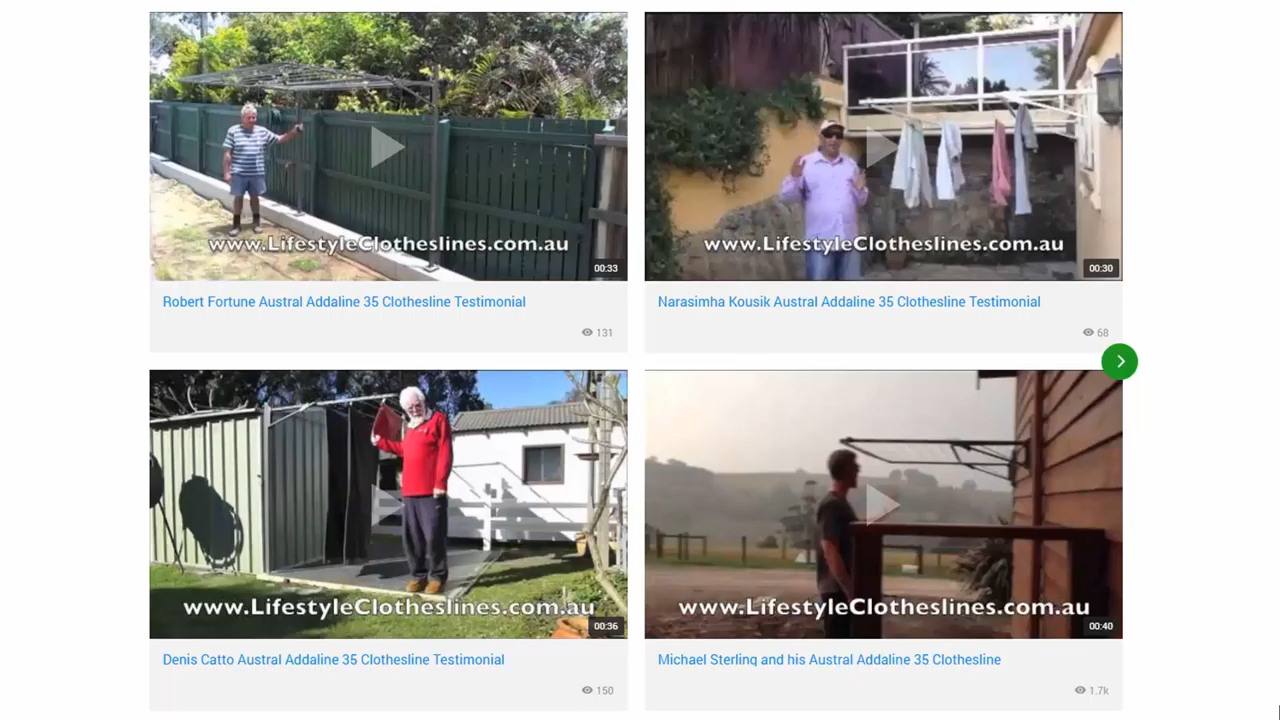 www.LifestyleClotheslines.com.au
00:33
Robert Fortune Austral Addaline 35 Clothesline Testimonial
131
www.LifestyleClotheslines.com.au
00:30
Narasimha Kousik Austral Addaline 35 Clothesline Testimonial
68
www.LifestyleClotheslines.com.au
00:36
Denis Catto Austral Addaline 35 Clothesline Testimonial
150
www.LifestyleClotheslines.com.au
00:40
Michael Sterling and his Austral Addaline 35 Clothesline
1.7k